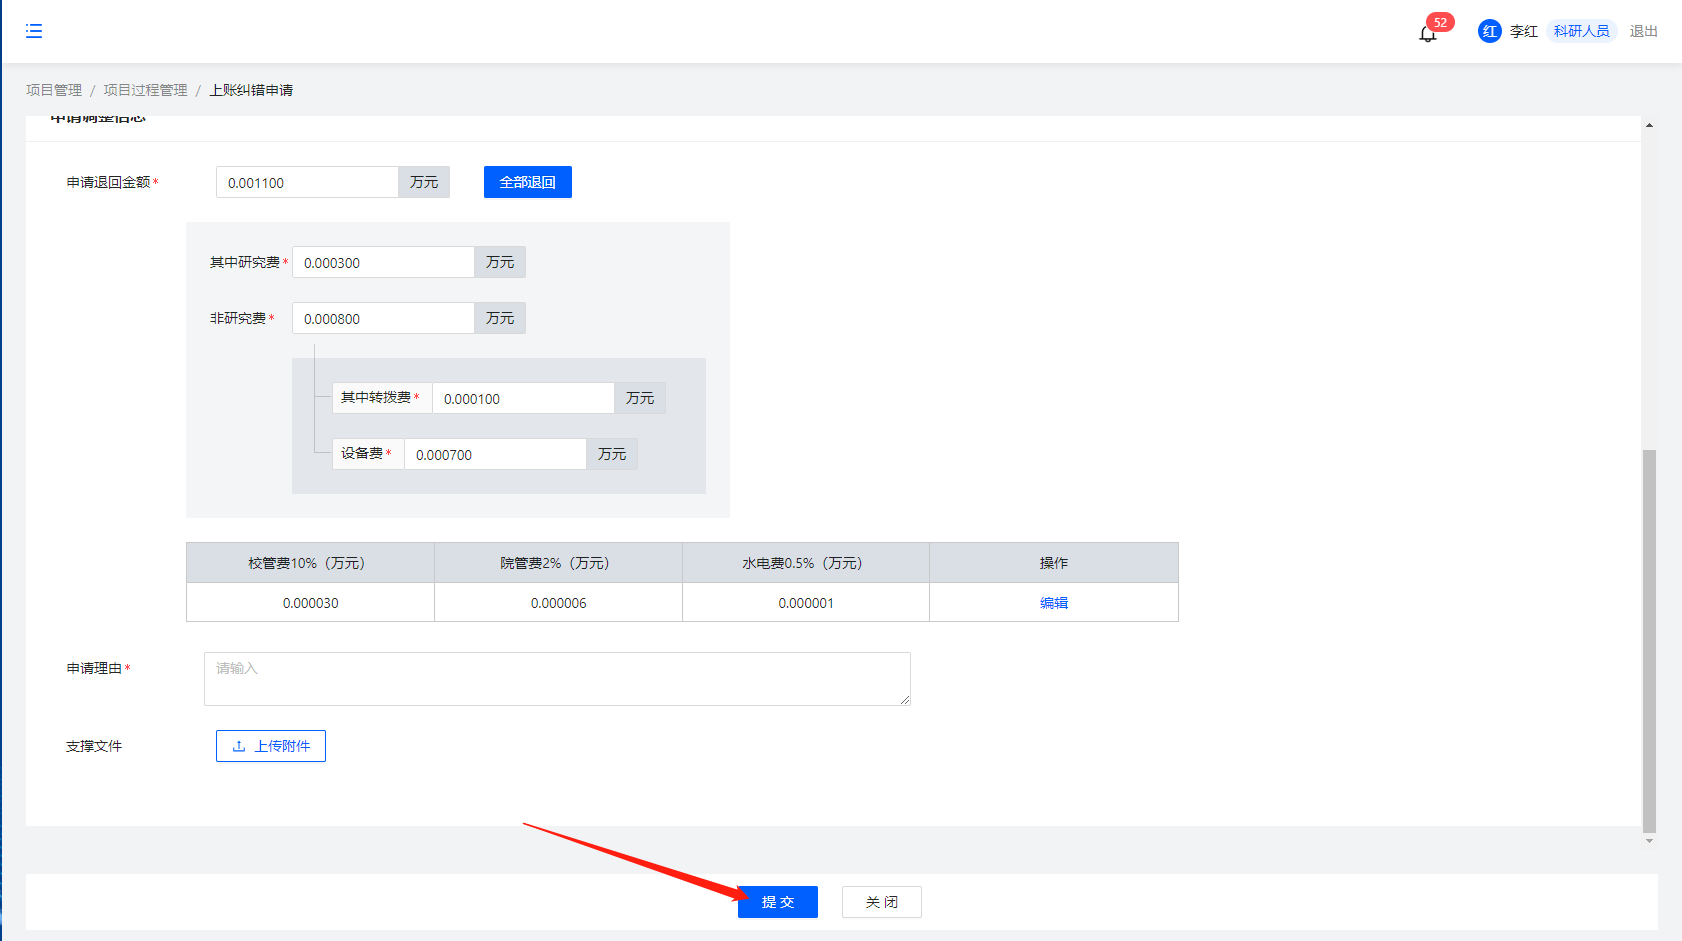 52
红 李红 科研人员 退出
项目管理 / 项目过程管理 / 上账纠错申请
申请调整信息
申请退回金额* 0.001100 万元 全部退回
其中研究费* 0.000300 万元
非研究费* 0.000800 万元
其中转拨费* 0.000100 万元
设备费* 0.000700 万元
校管费10%（万元） 院管费2%（万元） 水电费0.5%（万元） 操作
0.000030 0.000006 0.000001 编辑
申请理由* 请输入
支撑文件 上传附件
提 交 关 闭